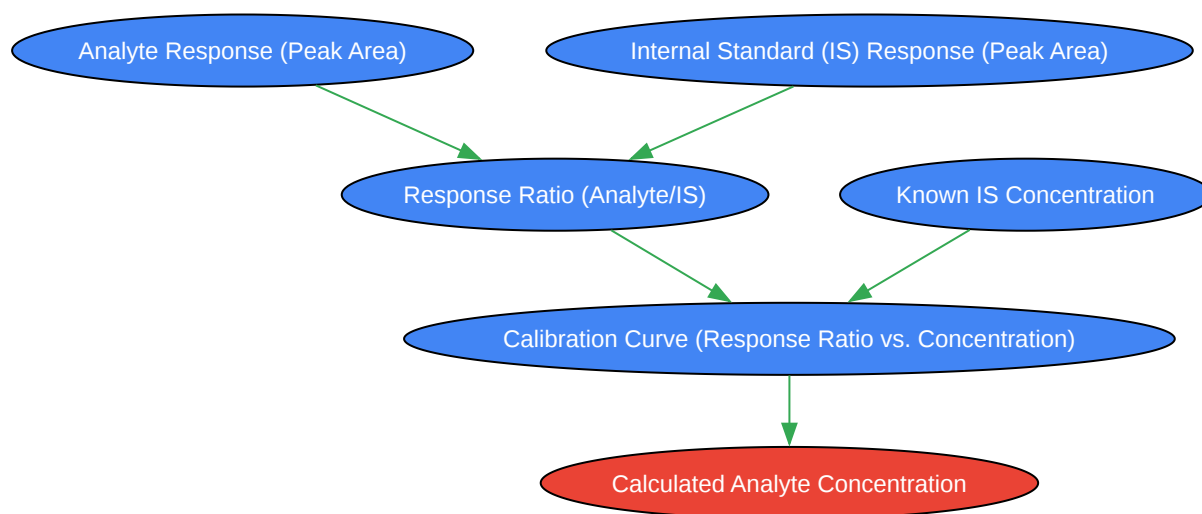 Analyte Response (Peak Area)
Internal Standard (IS) Response (Peak Area)
Response Ratio (Analyte/IS)
Known IS Concentration
Calibration Curve (Response Ratio vs. Concentration)
Calculated Analyte Concentration